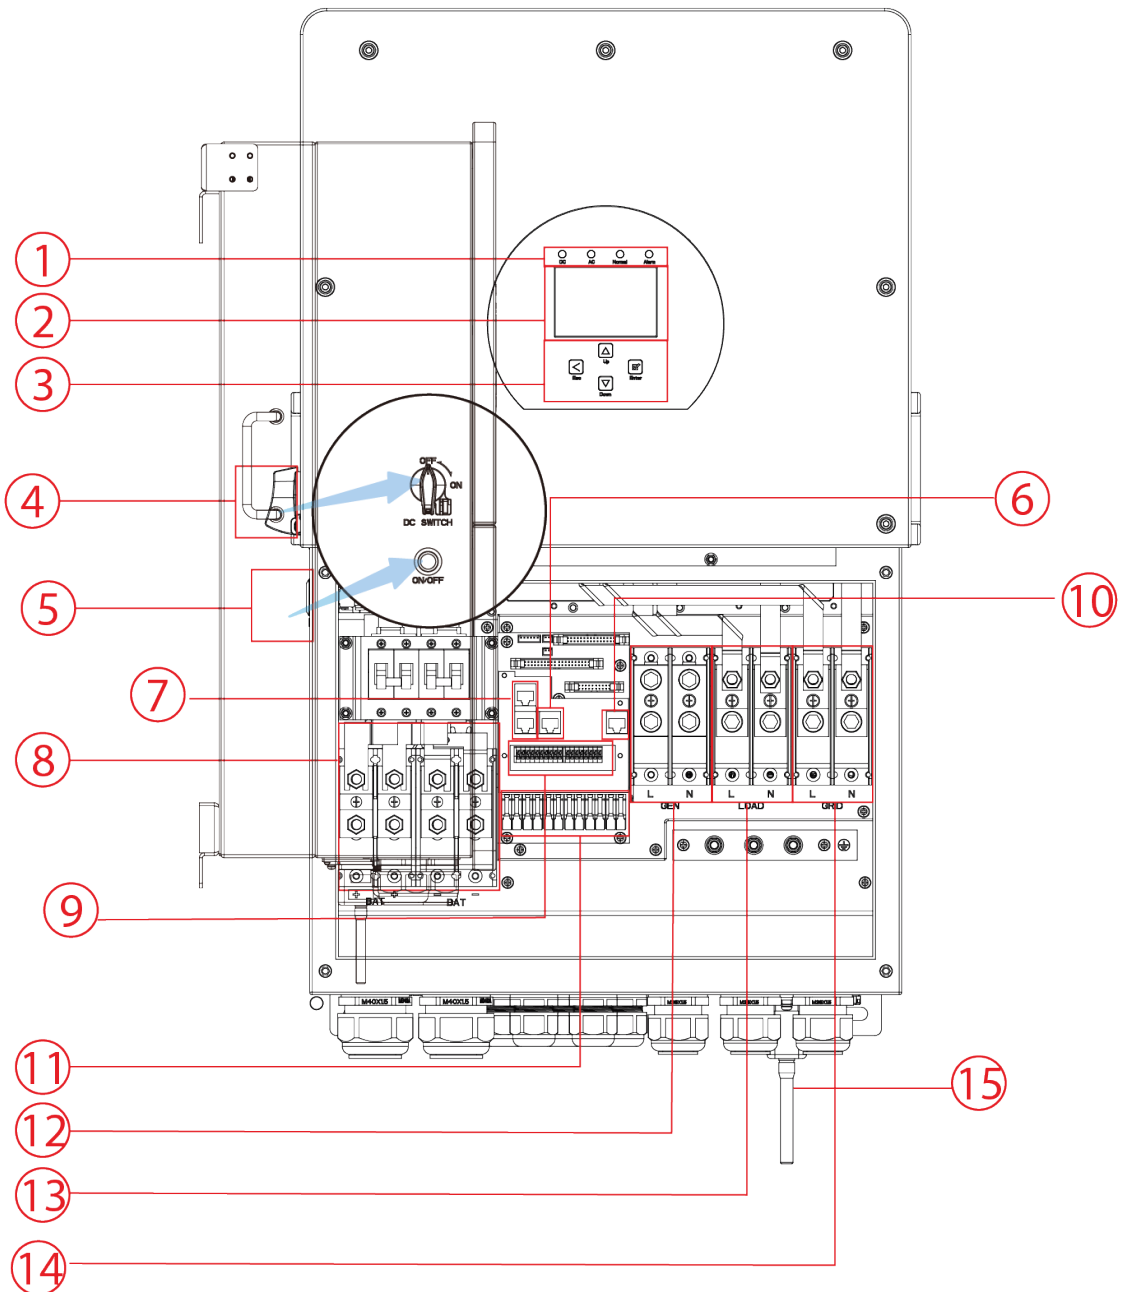 DC AC Normal Alarm
1
2
Up
3
Esc Enter
Down
OFF
ON
4
6
DC SWITCH
ON/OFF
5
10
7
8
L N L N L N
GEN LOAD GRID
+ + - -
BAT BAT
9
M40X1.5 M40X1.5
11
15
12
13
14